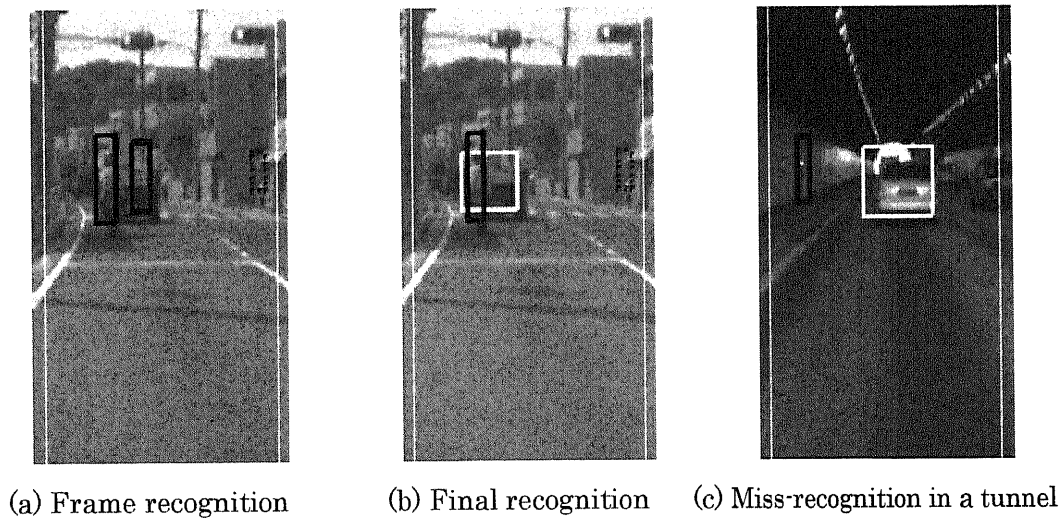 (a) Frame recognition
(b) Final recognition
(c) Miss-recognition in a tunnel